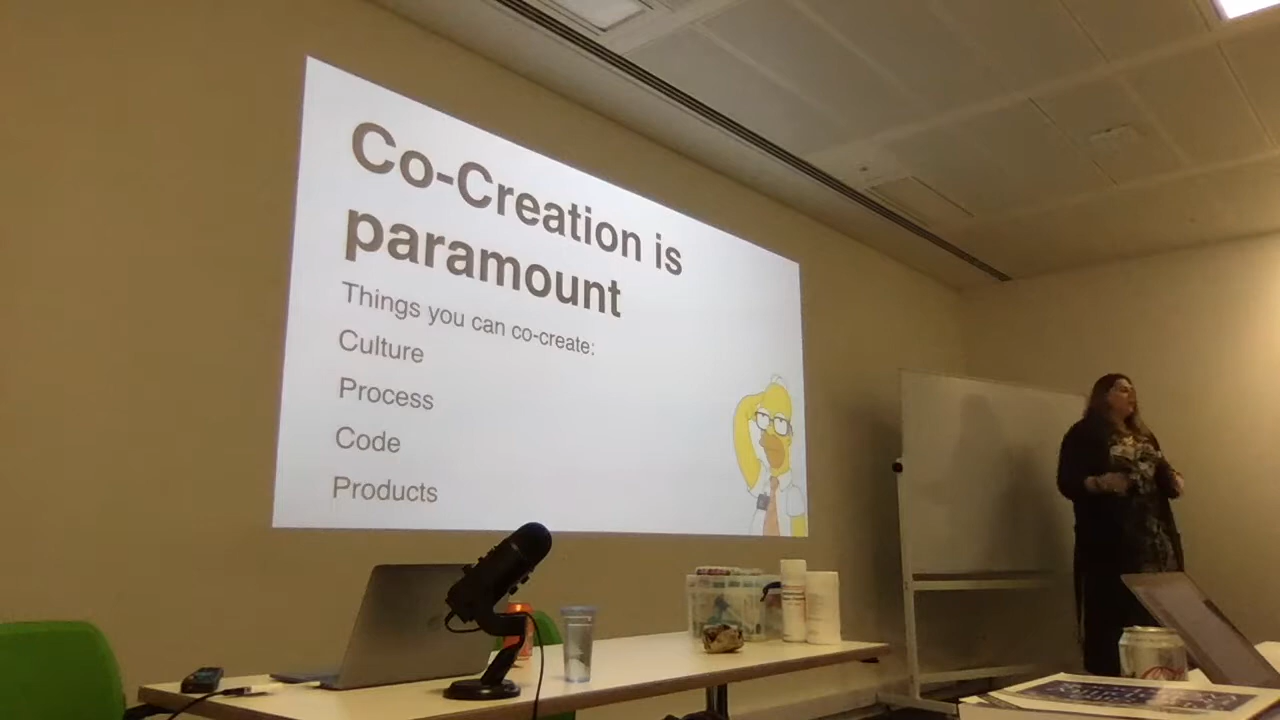 Co-Creation is
paramount
Things you can co-create:
Culture
Process
Code
Products